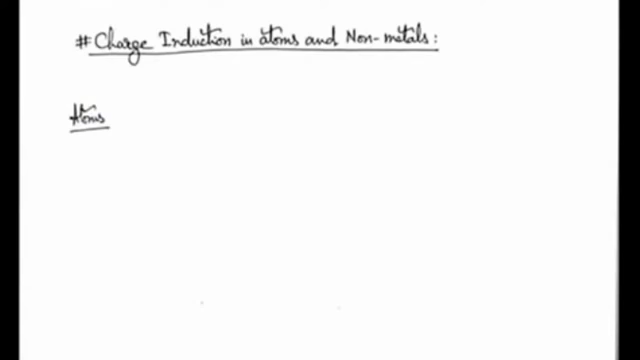 # Charge Induction in atoms and Non-metals:
Atoms